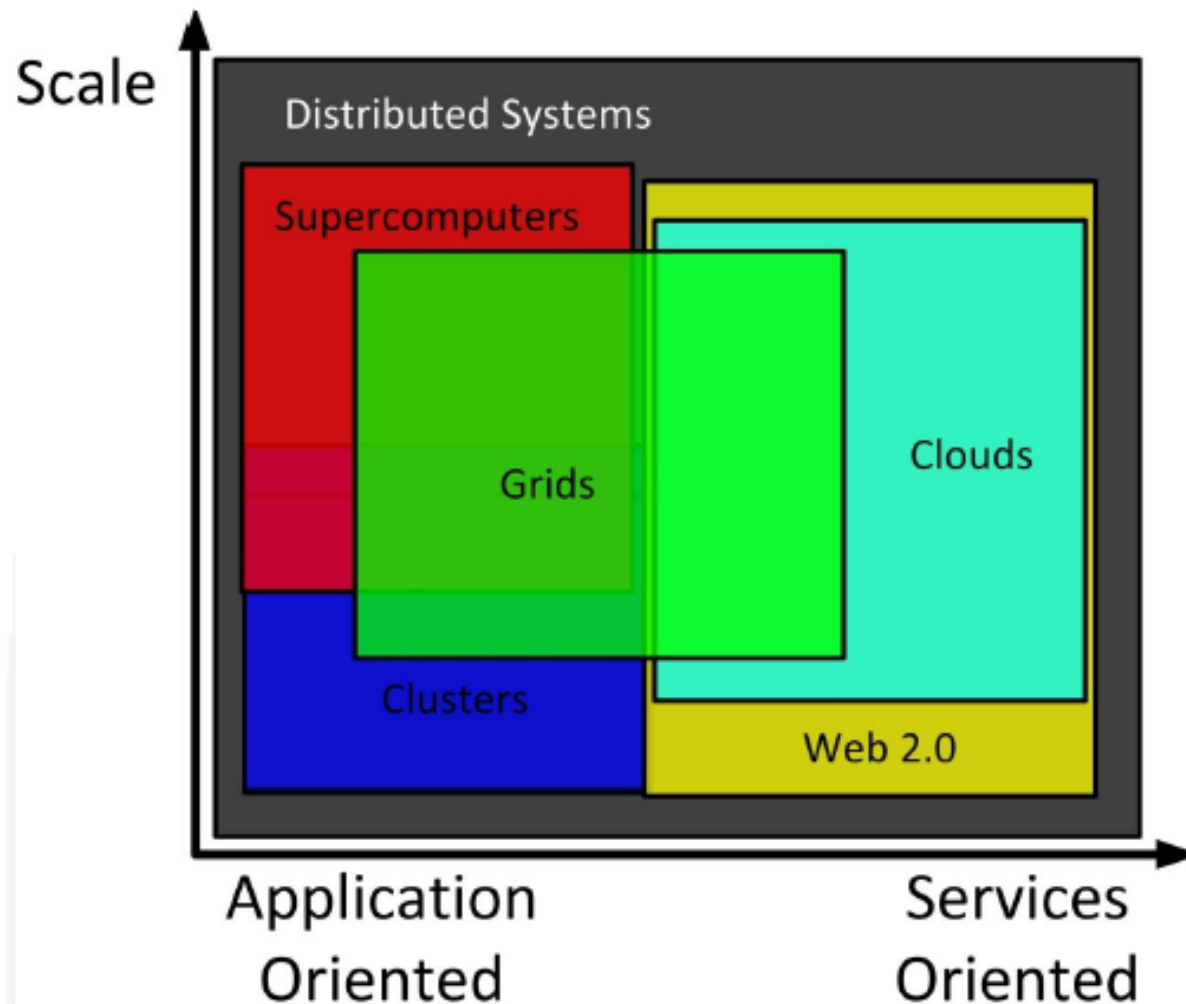 Scale
Distributed Systems
Supercomputers
Grids
Clouds
Clusters
Web 2.0
Application
Oriented
Services
Oriented